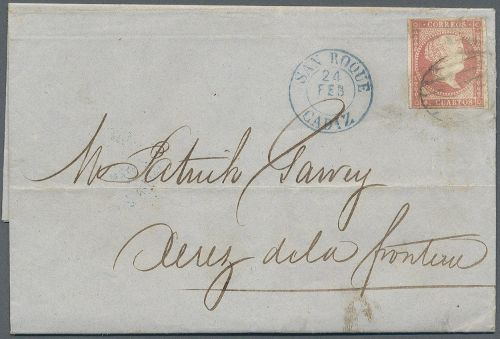 CORREOS
CUARTOS
SAN ROQUE
24
FEB
CADIZ
Mr Patrick Garvey
Xerez de la frontera